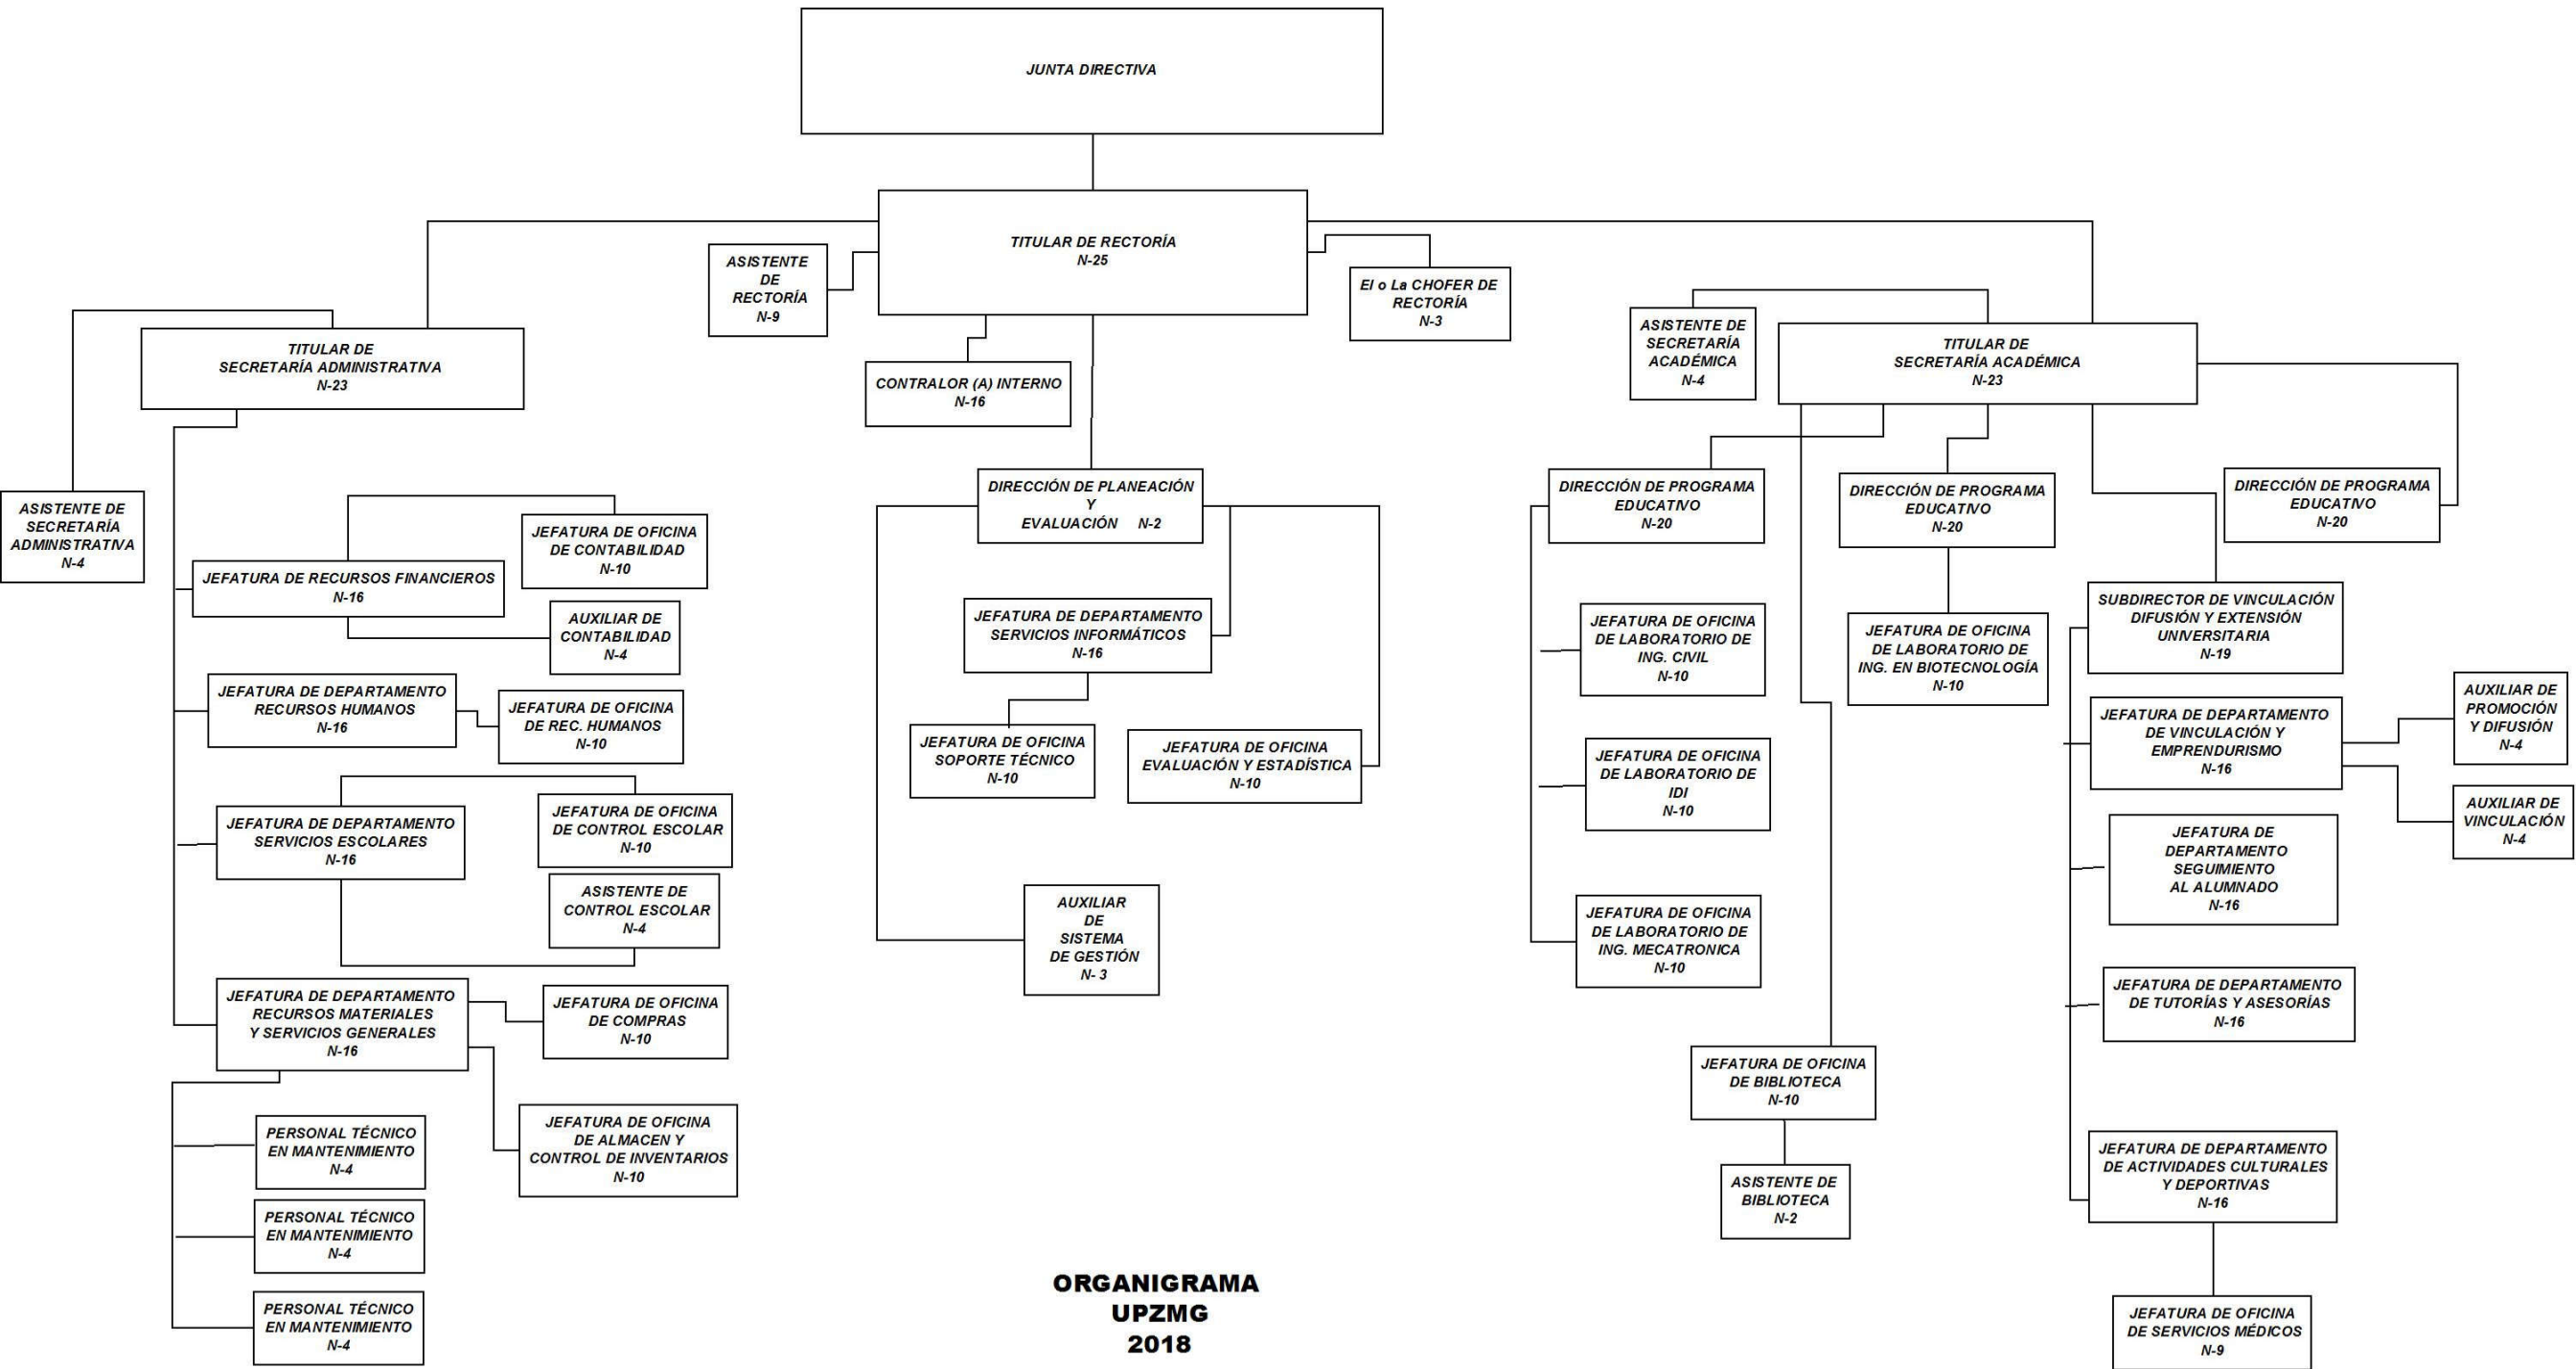 JUNTA DIRECTIVA
TITULAR DE RECTORÍA
N-25
ASISTENTE
DE
RECTORÍA
N-9
El o La CHOFER DE
RECTORÍA
N-3
CONTRALOR (A) INTERNO
N-16
TITULAR DE
SECRETARÍA ADMINISTRATIVA
N-23
ASISTENTE DE
SECRETARÍA
ADMINISTRATIVA
N-4
JEFATURA DE RECURSOS FINANCIEROS
N-16
JEFATURA DE OFICINA
DE CONTABILIDAD
N-10
AUXILIAR DE
CONTABILIDAD
N-4
JEFATURA DE DEPARTAMENTO
RECURSOS HUMANOS
N-16
JEFATURA DE OFICINA
DE REC. HUMANOS
N-10
JEFATURA DE DEPARTAMENTO
SERVICIOS ESCOLARES
N-16
JEFATURA DE OFICINA
DE CONTROL ESCOLAR
N-10
ASISTENTE DE
CONTROL ESCOLAR
N-4
JEFATURA DE DEPARTAMENTO
RECURSOS MATERIALES
Y SERVICIOS GENERALES
N-16
JEFATURA DE OFICINA
DE COMPRAS
N-10
JEFATURA DE OFICINA
DE ALMACEN Y
CONTROL DE INVENTARIOS
N-10
PERSONAL TÉCNICO
EN MANTENIMIENTO
N-4
PERSONAL TÉCNICO
EN MANTENIMIENTO
N-4
PERSONAL TÉCNICO
EN MANTENIMIENTO
N-4
DIRECCIÓN DE PLANEACIÓN
Y
EVALUACIÓN N-2
JEFATURA DE DEPARTAMENTO
SERVICIOS INFORMÁTICOS
N-16
JEFATURA DE OFICINA
SOPORTE TÉCNICO
N-10
JEFATURA DE OFICINA
EVALUACIÓN Y ESTADÍSTICA
N-10
AUXILIAR
DE
SISTEMA
DE GESTIÓN
N- 3
ASISTENTE DE
SECRETARÍA
ACADÉMICA
N-4
TITULAR DE
SECRETARÍA ACADÉMICA
N-23
DIRECCIÓN DE PROGRAMA
EDUCATIVO
N-20
JEFATURA DE OFICINA
DE LABORATORIO DE
ING. CIVIL
N-10
JEFATURA DE OFICINA
DE LABORATORIO DE
IDI
N-10
JEFATURA DE OFICINA
DE LABORATORIO DE
ING. MECATRONICA
N-10
DIRECCIÓN DE PROGRAMA
EDUCATIVO
N-20
JEFATURA DE OFICINA
DE LABORATORIO DE
ING. EN BIOTECNOLOGÍA
N-10
JEFATURA DE OFICINA
DE BIBLIOTECA
N-10
ASISTENTE DE
BIBLIOTECA
N-2
DIRECCIÓN DE PROGRAMA
EDUCATIVO
N-20
SUBDIRECTOR DE VINCULACIÓN
DIFUSIÓN Y EXTENSIÓN
UNIVERSITARIA
N-19
JEFATURA DE DEPARTAMENTO
DE VINCULACIÓN Y
EMPRENDURISMO
N-16
AUXILIAR DE
PROMOCIÓN
Y DIFUSIÓN
N-4
AUXILIAR DE
VINCULACIÓN
N-4
JEFATURA DE
DEPARTAMENTO
SEGUIMIENTO
AL ALUMNADO
N-16
JEFATURA DE DEPARTAMENTO
DE TUTORÍAS Y ASESORÍAS
N-16
JEFATURA DE DEPARTAMENTO
DE ACTIVIDADES CULTURALES
Y DEPORTIVAS
N-16
JEFATURA DE OFICINA
DE SERVICIOS MÉDICOS
N-9
ORGANIGRAMA
UPZMG
2018